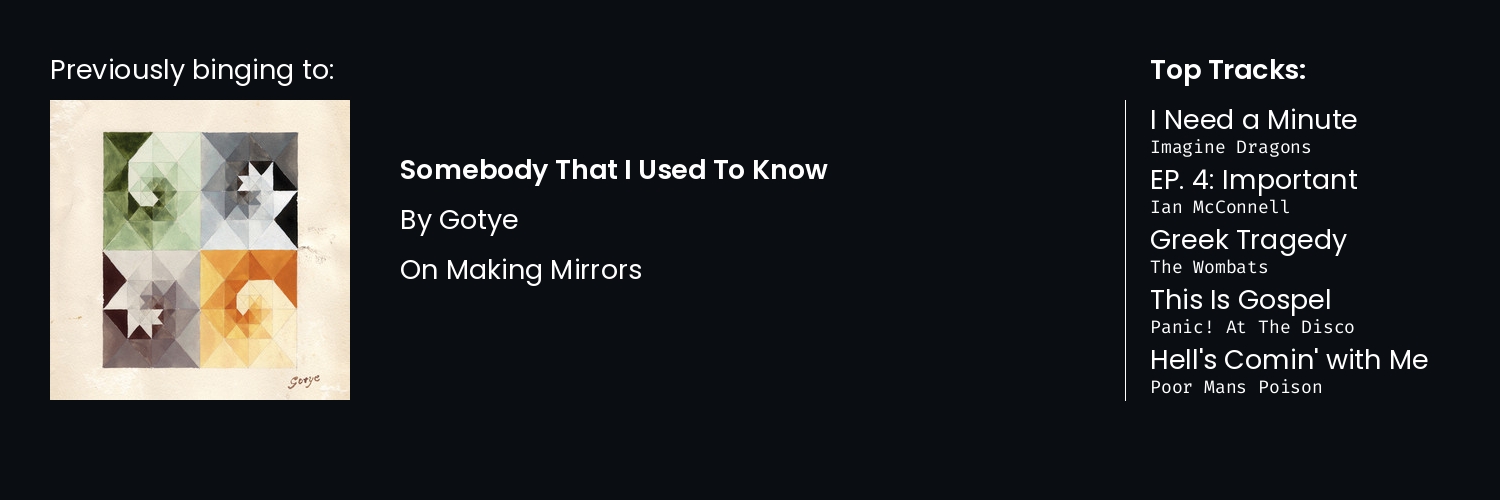 Previously binging to:
Gotye
Somebody That I Used To Know
By Gotye
On Making Mirrors
Top Tracks:
I Need a Minute
Imagine Dragons
EP. 4: Important
Ian McConnell
Greek Tragedy
The Wombats
This Is Gospel
Panic! At The Disco
Hell's Comin' with Me
Poor Mans Poison